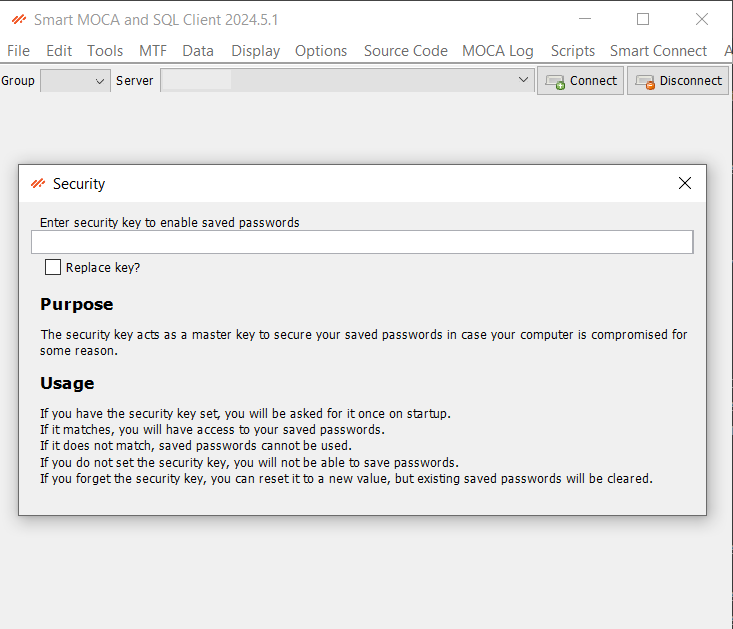 Smart MOCA and SQL Client 2024.5.1
File Edit Tools MTF Data Display Options Source Code MOCA Log Scripts Smart Connect A
Group Server Connect Disconnect
Security
Enter security key to enable saved passwords
Replace key?
Purpose
The security key acts as a master key to secure your saved passwords in case your computer is compromised for
some reason.
Usage
If you have the security key set, you will be asked for it once on startup.
If it matches, you will have access to your saved passwords.
If it does not match, saved passwords cannot be used.
If you do not set the security key, you will not be able to save passwords.
If you forget the security key, you can reset it to a new value, but existing saved passwords will be cleared.